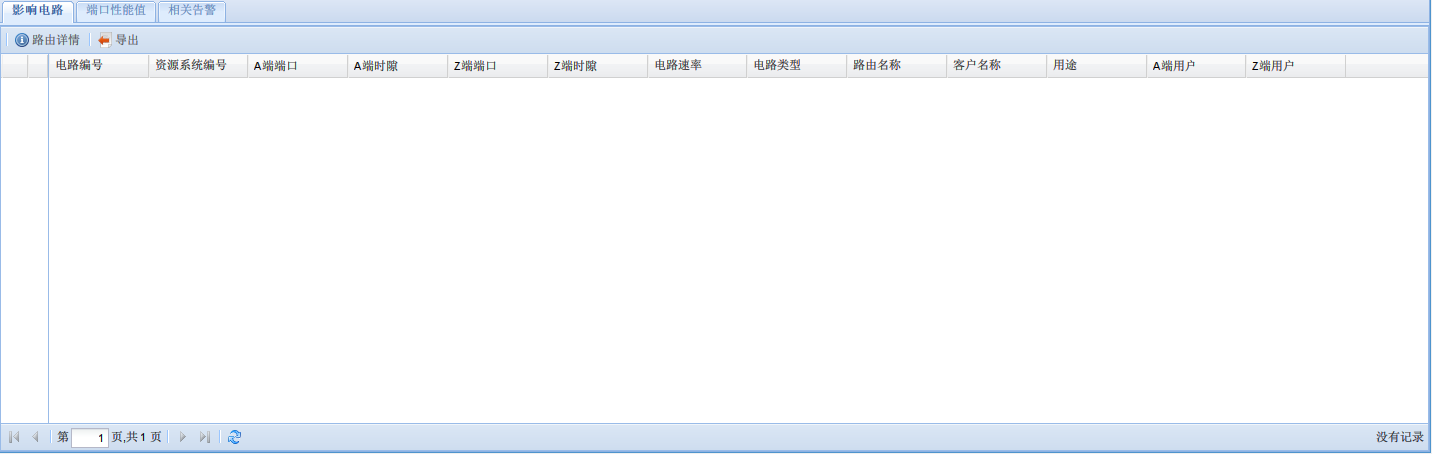 影响电路 端口性能值 相关告警
路由详情 导出
电路编号 资源系统编号 A端端口 A端时隙 Z端端口 Z端时隙 电路速率 电路类型 路由名称 客户名称 用途 A端用户 Z端用户
第 1 页,共 1 页 没有记录